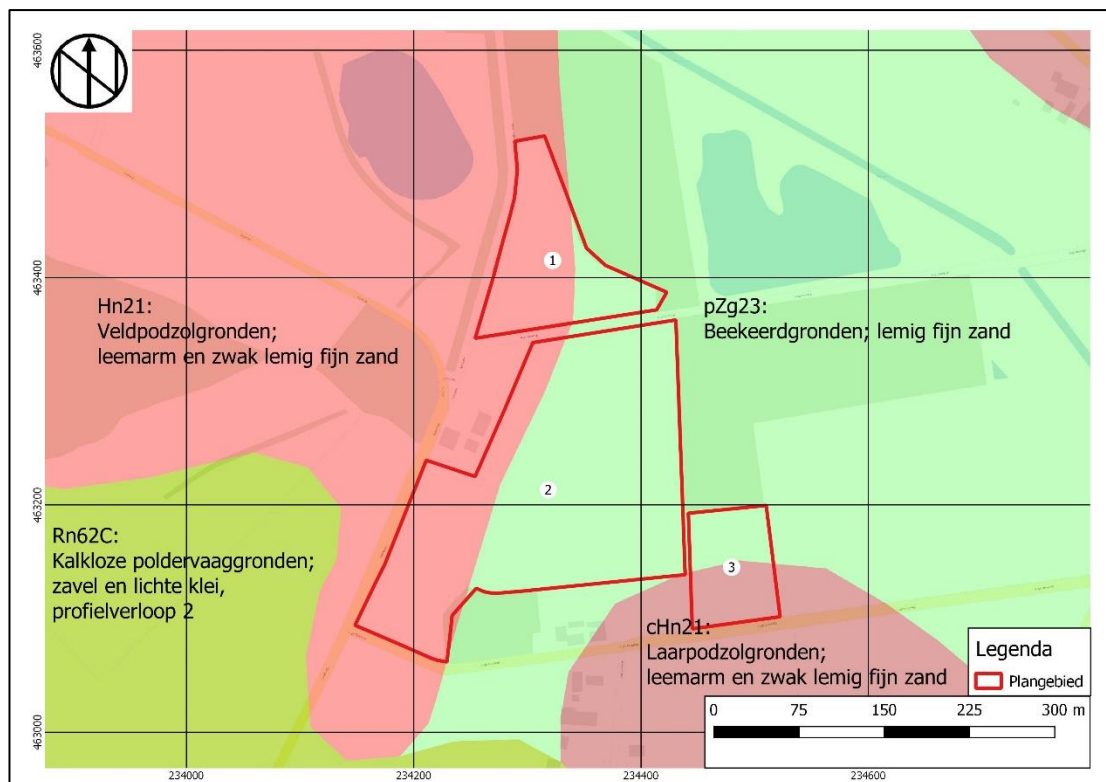 463600
463400
463200
463000
1
Hn21:
Veldpodzolgronden;
leemarm en zwak lemig fijn zand
pZg23:
Beekeerdgronden; lemig fijn zand
2
Rn62C:
Kalkloze poldervaaggronden;
zavel en lichte klei,
profielverloop 2
3
cHn21:
Laarpodzolgronden;
leemarm en zwak lemig fijn zand
Legenda
Plangebied
0 75 150 225 300 m
234000 234200 234400 234600